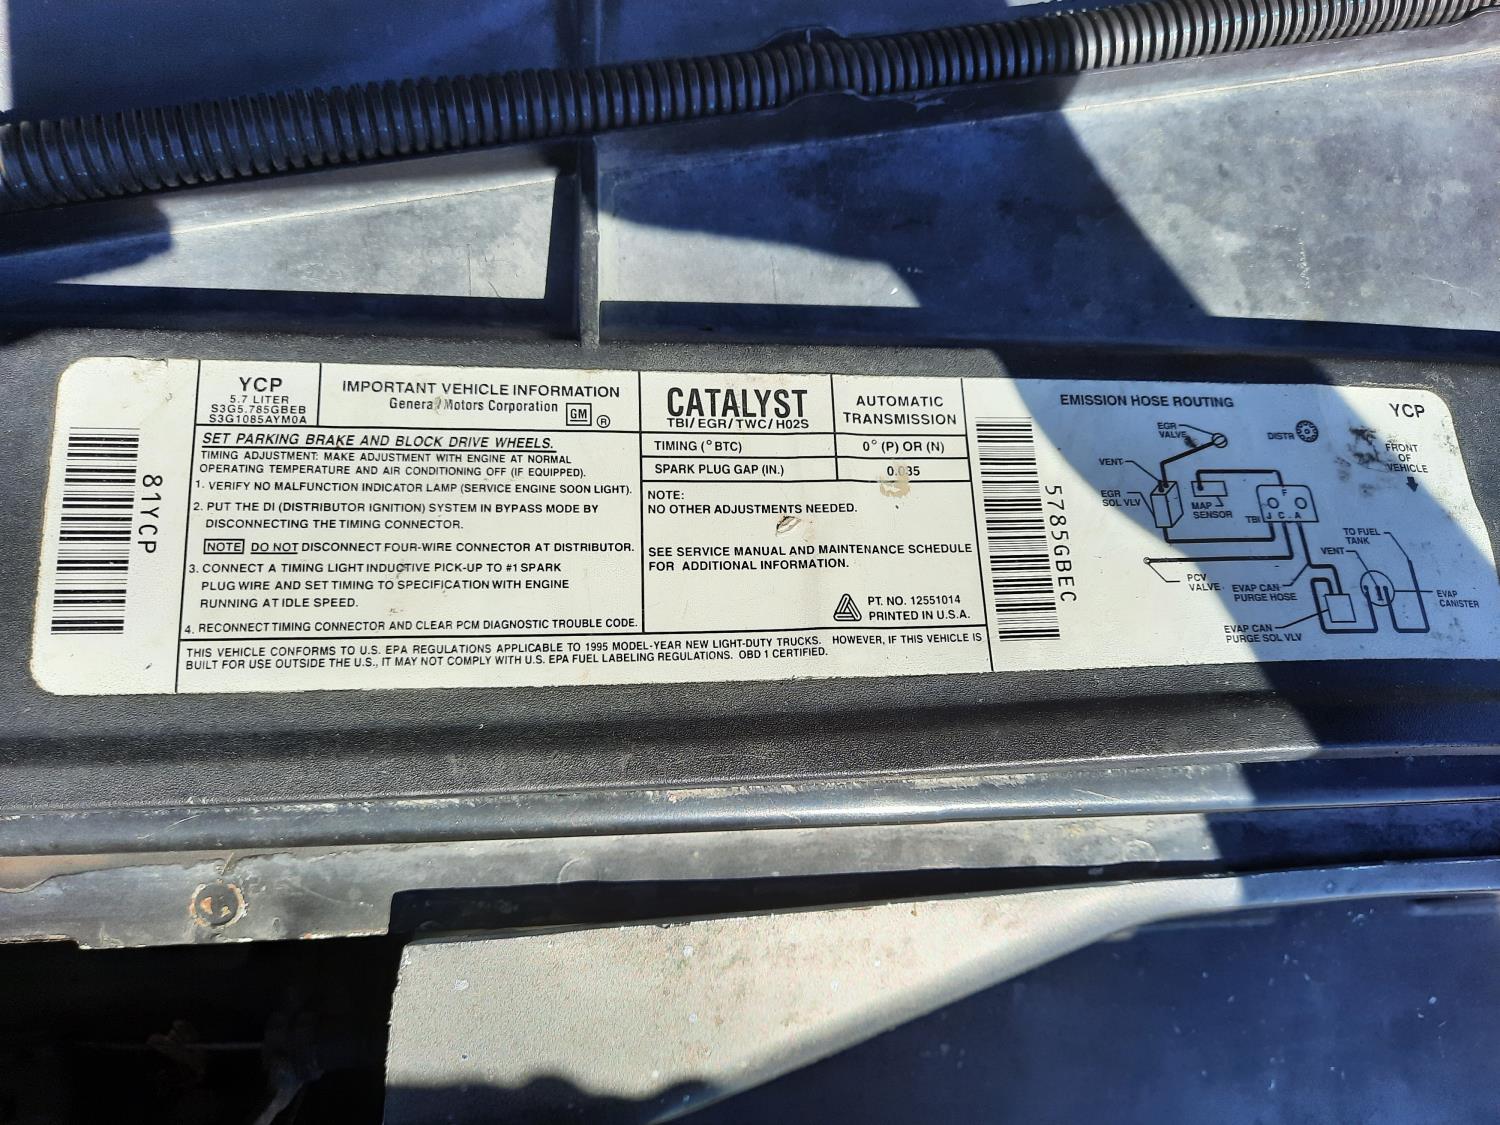 81YCP
YCP
5.7 LITER
S3G5.785GBEB
S3G1085AYM0A
IMPORTANT VEHICLE INFORMATION
General Motors Corporation GM ®
SET PARKING BRAKE AND BLOCK DRIVE WHEELS.
TIMING ADJUSTMENT: MAKE ADJUSTMENT WITH ENGINE AT NORMAL
OPERATING TEMPERATURE AND AIR CONDITIONING OFF (IF EQUIPPED).
1. VERIFY NO MALFUNCTION INDICATOR LAMP (SERVICE ENGINE SOON LIGHT).
2. PUT THE DI (DISTRIBUTOR IGNITION) SYSTEM IN BYPASS MODE BY
DISCONNECTING THE TIMING CONNECTOR.
NOTE DO NOT DISCONNECT FOUR-WIRE CONNECTOR AT DISTRIBUTOR.
3. CONNECT A TIMING LIGHT INDUCTIVE PICK-UP TO #1 SPARK
PLUG WIRE AND SET TIMING TO SPECIFICATION WITH ENGINE
RUNNING AT IDLE SPEED.
4. RECONNECT TIMING CONNECTOR AND CLEAR PCM DIAGNOSTIC TROUBLE CODE.
CATALYST
TBI/EGR/TWC/HO2S
AUTOMATIC
TRANSMISSION
TIMING (°BTC) 0° (P) OR (N)
SPARK PLUG GAP (IN.) 0.035
NOTE:
NO OTHER ADJUSTMENTS NEEDED.
SEE SERVICE MANUAL AND MAINTENANCE SCHEDULE
FOR ADDITIONAL INFORMATION.
PT. NO. 12551014
PRINTED IN U.S.A.
THIS VEHICLE CONFORMS TO U.S. EPA REGULATIONS APPLICABLE TO 1995 MODEL-YEAR NEW LIGHT-DUTY TRUCKS. HOWEVER, IF THIS VEHICLE IS
BUILT FOR USE OUTSIDE THE U.S., IT MAY NOT COMPLY WITH U.S. EPA FUEL LABELING REGULATIONS. OBD 1 CERTIFIED.
5785GBEC
EMISSION HOSE ROUTING
YCP
EGR
VALVE
DISTR
FRONT
OF
VEHICLE
VENT
EGR
SOL VLV
MAP
SENSOR
TBI
F
J C A
TO FUEL
TANK
VENT
PCV
VALVE
EVAP CAN
PURGE HOSE
EVAP
CANISTER
EVAP CAN
PURGE SOL VLV